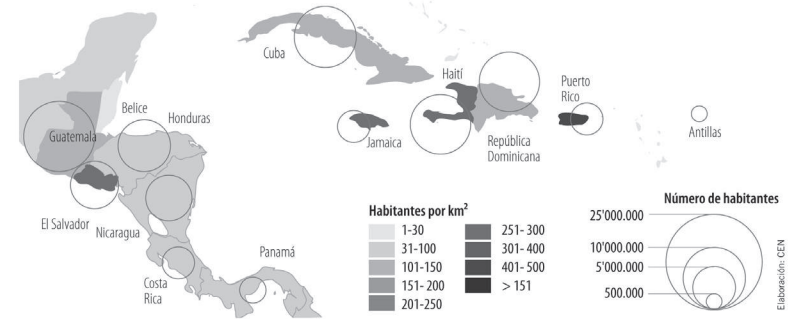 Cuba
Haití
Puerto
Rico
Belice
Honduras
Guatemala
Jamaica
República
Dominicana
Antillas
El Salvador
Nicaragua
Panamá
Costa
Rica
Habitantes por km²
1-30
31-100
101-150
151- 200
201-250
251- 300
301- 400
401- 500
> 151
Número de habitantes
25'000.000
10'000.000
5'000.000
500.000
Elaboración: CEN